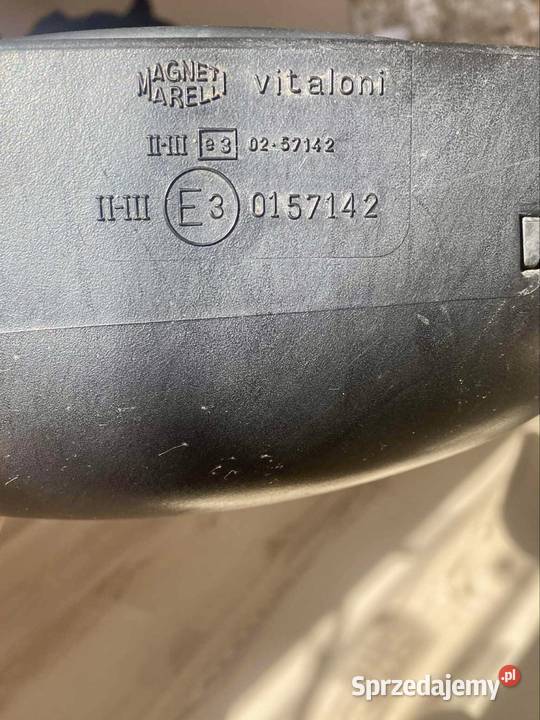 MAGNETI MARELLI vitaloni
II-III e3 02-57142
II-III E3 0157142
Sprzedajemy.pl